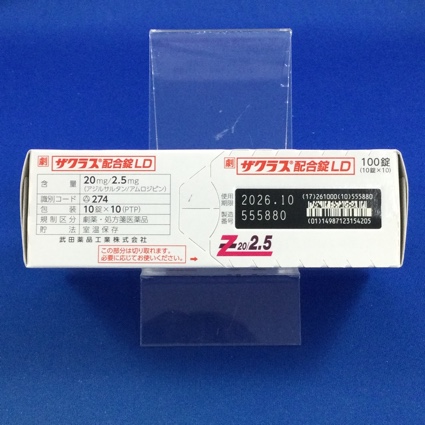 劇 ザクラス®配合錠LD
含量 20mg/2.5mg
(アジルサルタン/アムロジピン)
識別コード 274
包装 10錠×10(PTP)
規制区分 劇薬・処方箋医薬品
貯法 室温保存
武田薬品工業株式会社
この部分は切り取れます。
必要に応じてお使いください。
劇 ザクラス®配合錠LD 100錠
(10錠×10)
使用期限 2026.10
製造番号 555880
(17)261000(10)555880
(01)14987123154205
Z20/2.5